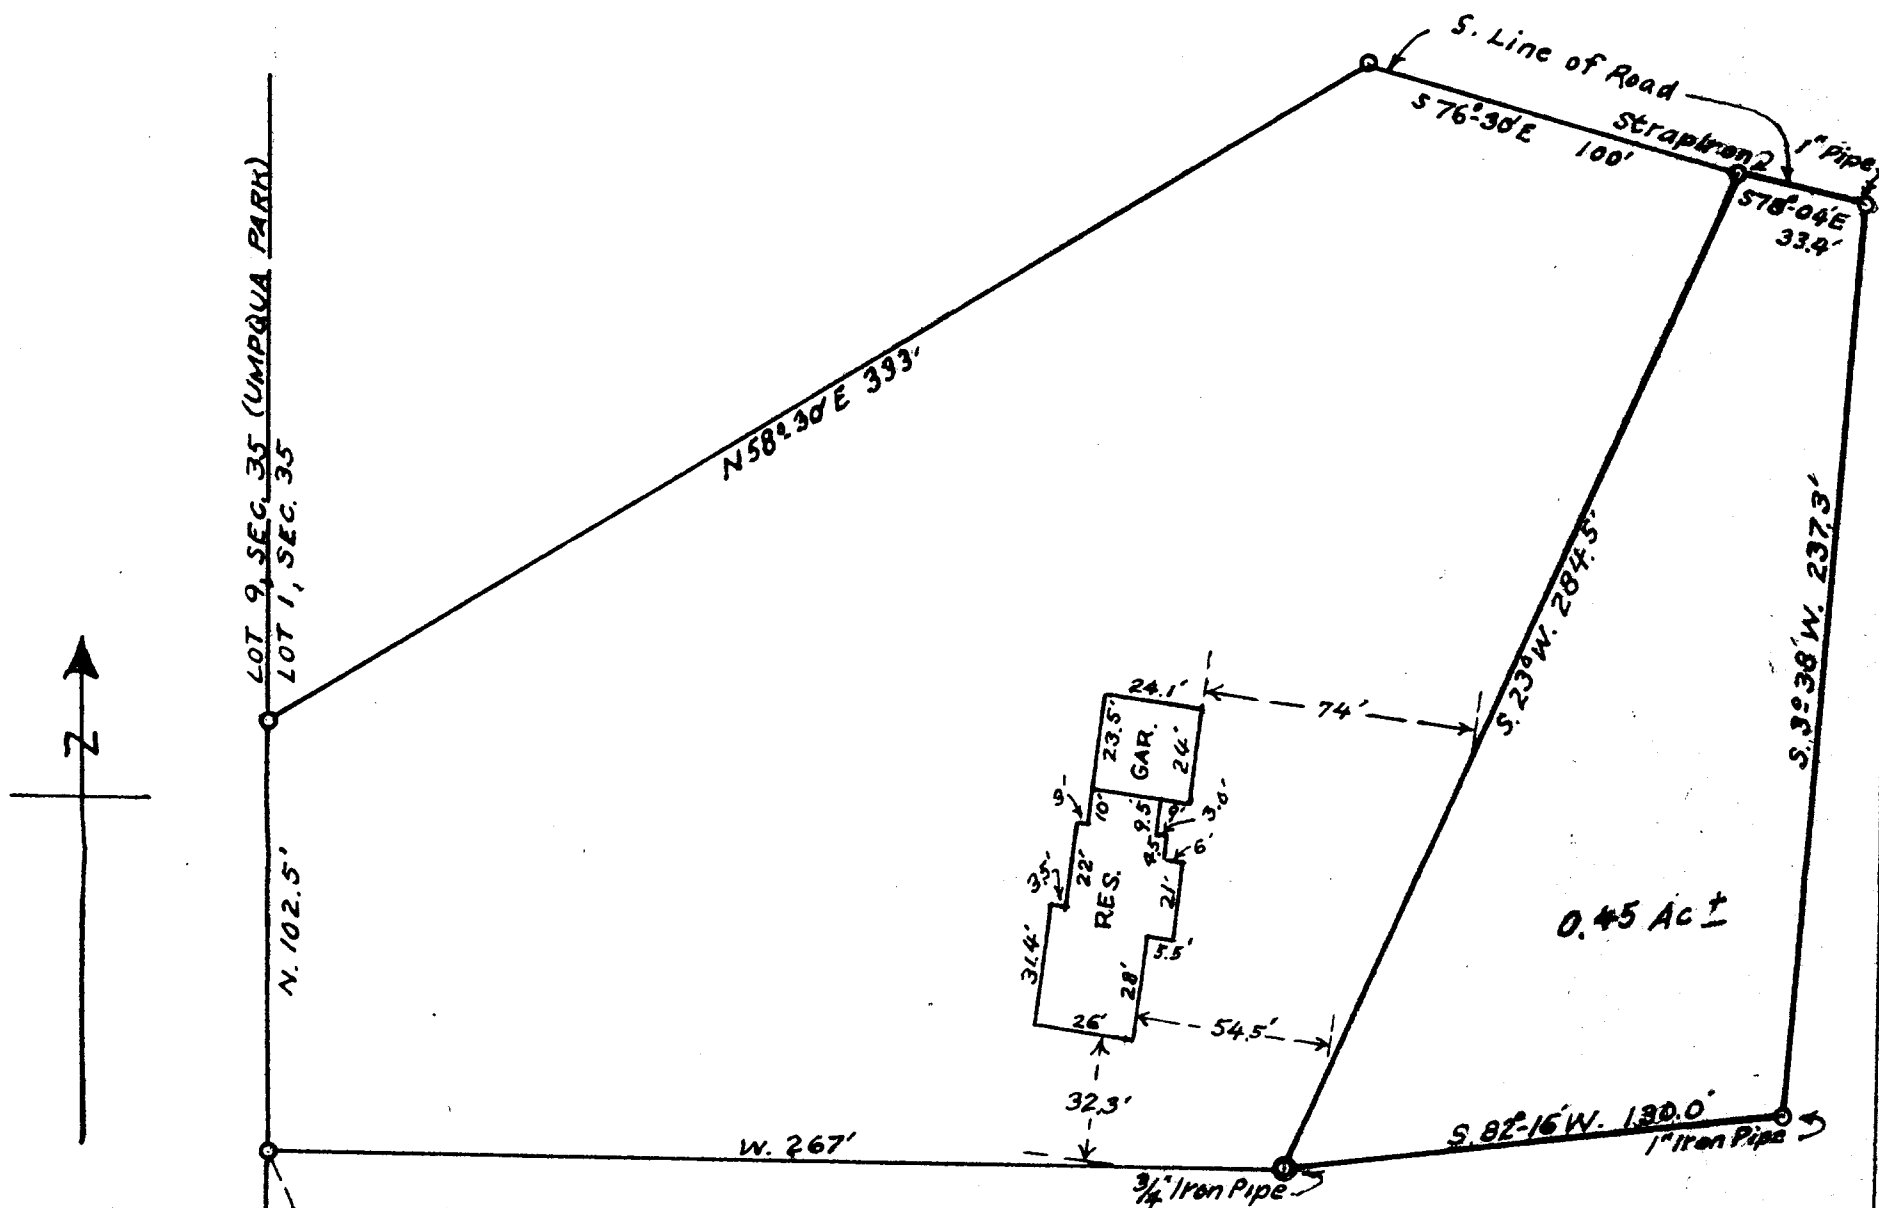 S. Line of Road
S 76°-30'E
100'
Strap Iron
1" Pipe
S78°-04'E
33.4'
LOT 9, SEC. 35 (UMPQUA PARK)
LOT 1, SEC. 35
N58°-30'E 393'
S. 23° W. 284.5'
S. 3°-38' W. 237.3'
N
24.1'
74'
23.5'
GAR.
24'
3'
10'
9.5'
9'
3.0'
4.5'
6'
3.5'
22'
RES.
21'
0.45 Ac ±
5.5'
31.4'
28'
N. 102.5'
26'
54.5'
32.3'
W. 267'
S. 82°-15' W. 130.0'
1" Iron Pipe
3/4" Iron Pipe